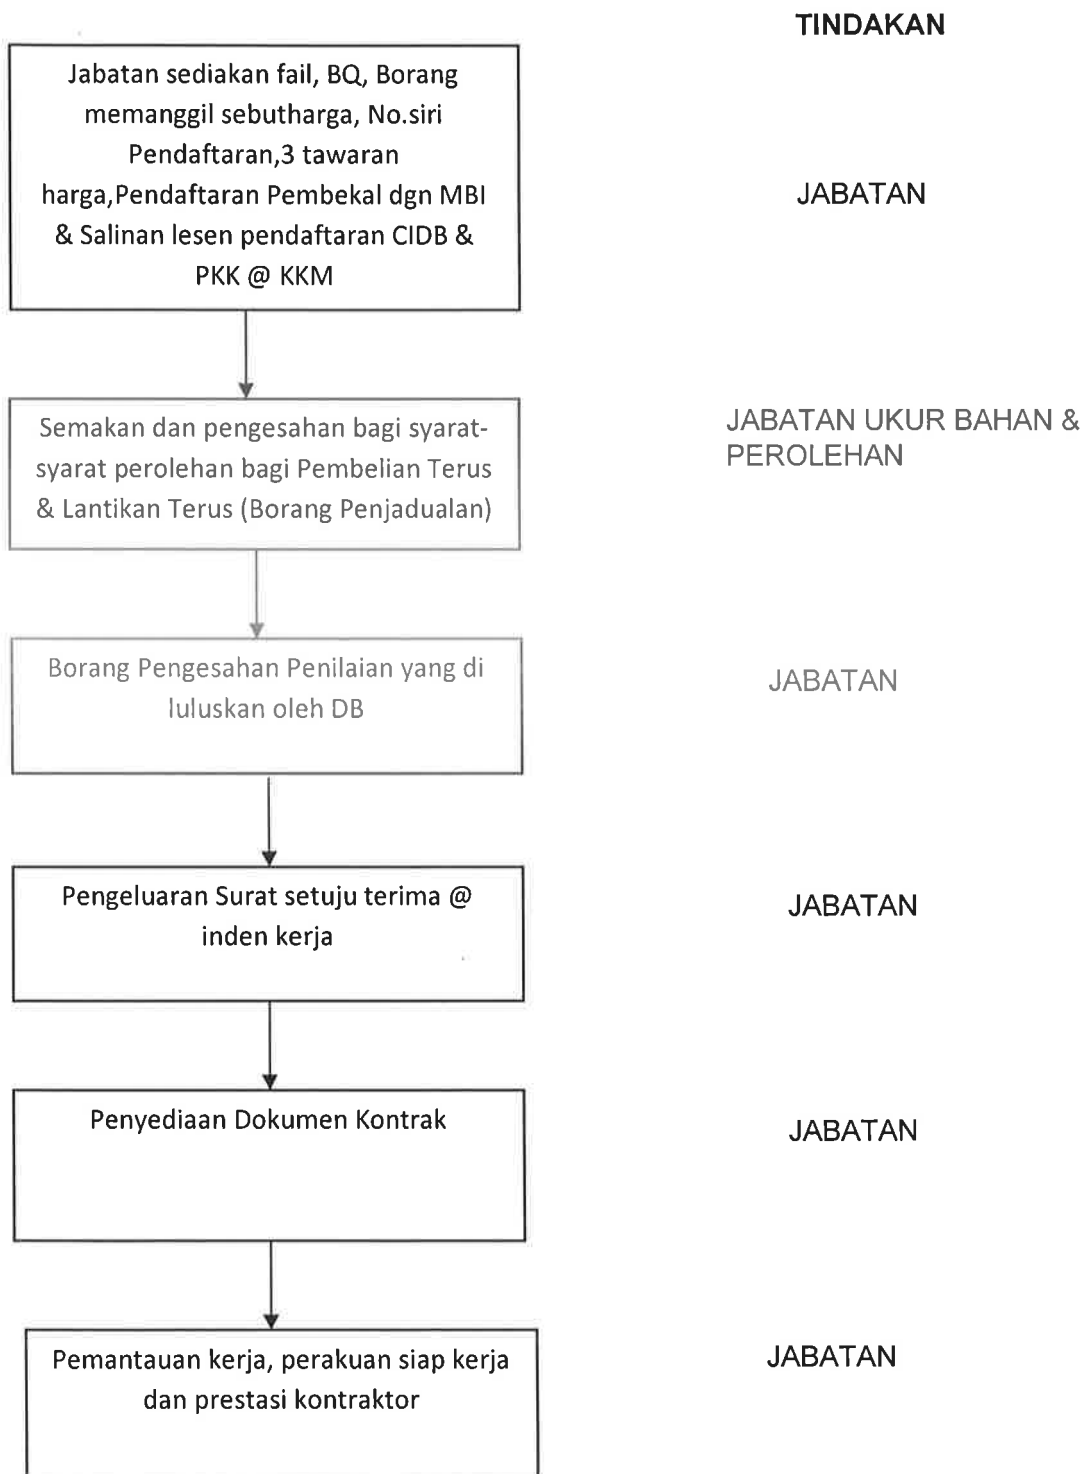 TINDAKAN
Jabatan sediakan fail, BQ, Borang
memanggil sebutharga, No.siri
Pendaftaran,3 tawaran
harga,Pendaftaran Pembekal dgn MBI
& Salinan lesen pendaftaran CIDB &
PKK @ KKM
JABATAN
Semakan dan pengesahan bagi syarat-
syarat perolehan bagi Pembelian Terus
& Lantikan Terus (Borang Penjadualan)
JABATAN UKUR BAHAN &
PEROLEHAN
Borang Pengesahan Penilaian yang di
luluskan oleh DB
JABATAN
Pengeluaran Surat setuju terima @
inden kerja
JABATAN
Penyediaan Dokumen Kontrak
JABATAN
Pemantauan kerja, perakuan siap kerja
dan prestasi kontraktor
JABATAN